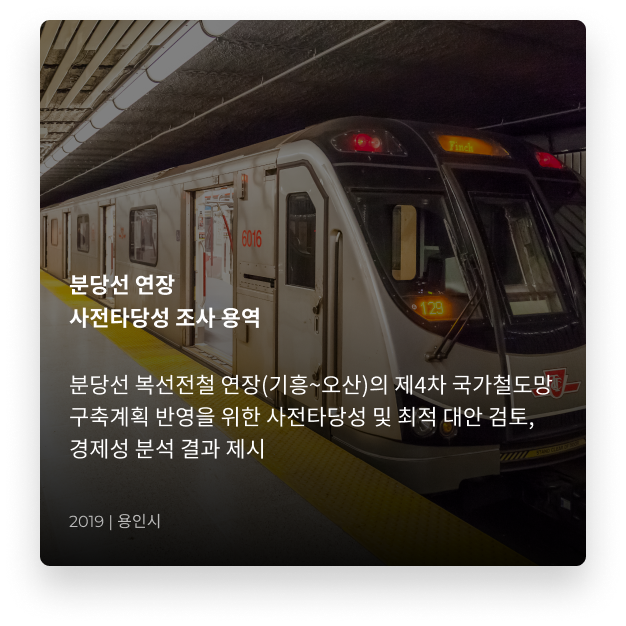 Finch
6016
129
분당선 연장
사전타당성 조사 용역
분당선 복선전철 연장(기흥~오산)의 제4차 국가철도망
구축계획 반영을 위한 사전타당성 및 최적 대안 검토,
경제성 분석 결과 제시
2019 | 용인시